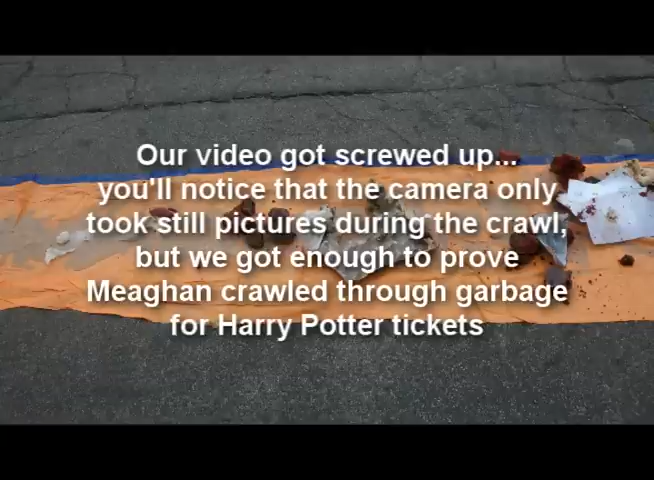 Our video got screwed up...
you'll notice that the camera only
took still pictures during the crawl,
but we got enough to prove
Meaghan crawled through garbage
for Harry Potter tickets